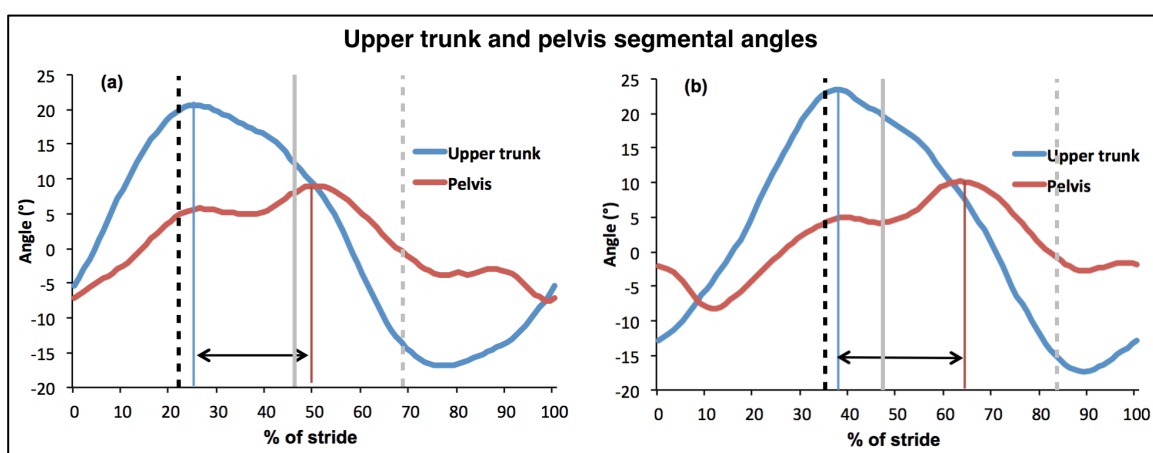 Upper trunk and pelvis segmental angles
(a)
25
20
15
10
5
0
-5
-10
-15
-20
Angle (°)
Upper trunk
Pelvis
0 10 20 30 40 50 60 70 80 90 100
% of stride
(b)
25
20
15
10
5
0
-5
-10
-15
-20
Angle (°)
Upper trunk
Pelvis
0 10 20 30 40 50 60 70 80 90 100
% of stride